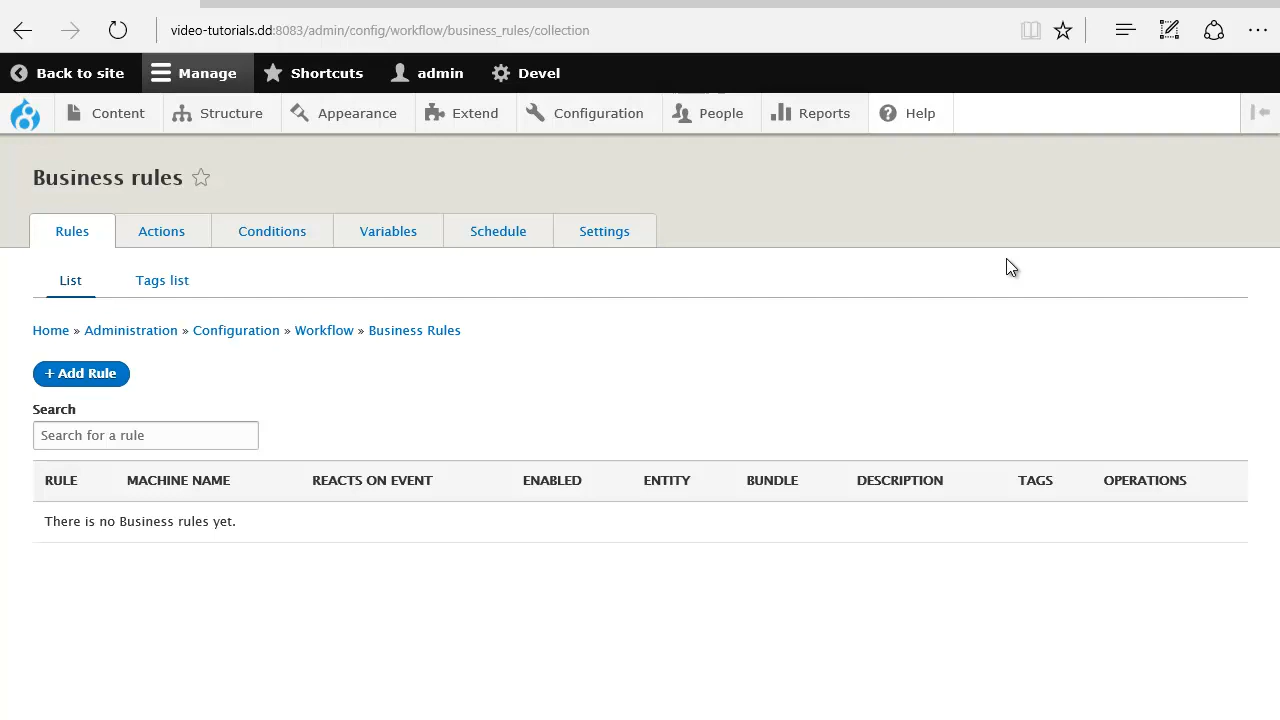 video-tutorials.dd:8083/admin/config/workflow/business_rules/collection
Back to site Manage Shortcuts admin Devel
Content Structure Appearance Extend Configuration People Reports Help
Business rules
Rules Actions Conditions Variables Schedule Settings
List Tags list
Home » Administration » Configuration » Workflow » Business Rules
+ Add Rule
Search
Search for a rule
RULE MACHINE NAME REACTS ON EVENT ENABLED ENTITY BUNDLE DESCRIPTION TAGS OPERATIONS
There is no Business rules yet.